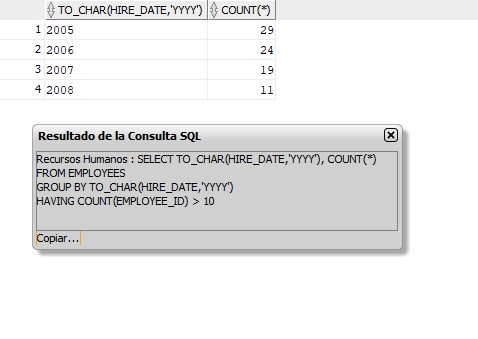 TO_CHAR(HIRE_DATE,'YYYY') COUNT(*)
1 2005 29
2 2006 24
3 2007 19
4 2008 11
Resultado de la Consulta SQL
Recursos Humanos : SELECT TO_CHAR(HIRE_DATE,'YYYY'), COUNT(*)
FROM EMPLOYEES
GROUP BY TO_CHAR(HIRE_DATE,'YYYY')
HAVING COUNT(EMPLOYEE_ID) > 10
Copiar...